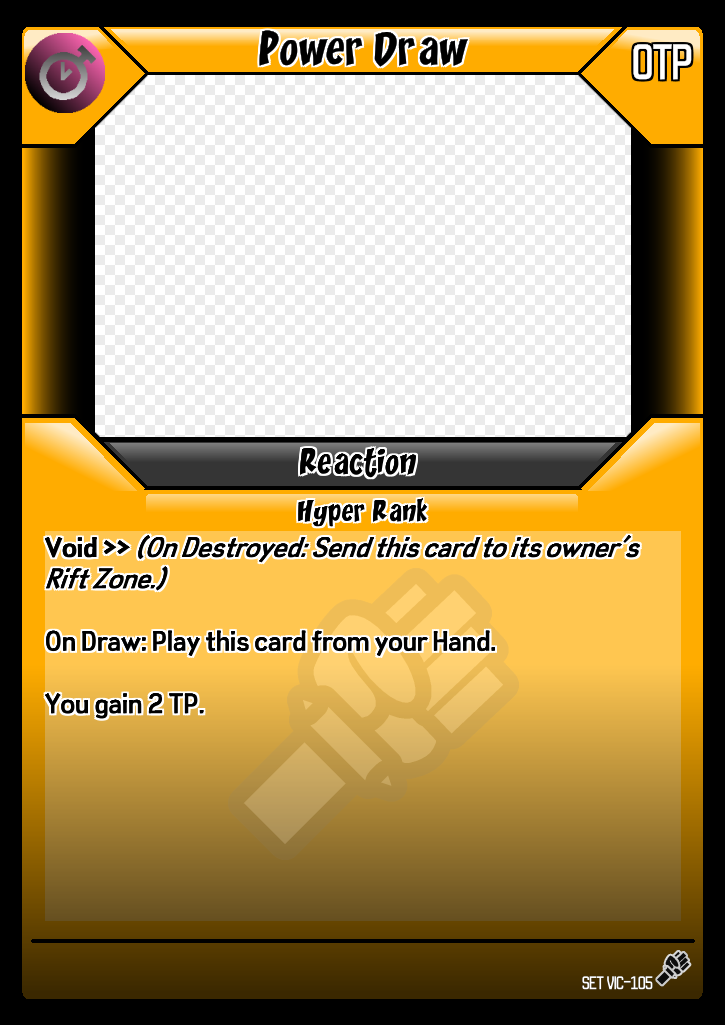 Power Draw
0TP
Reaction
Hyper Rank
Void >> (On Destroyed: Send this card to its owner's
Rift Zone.)
On Draw: Play this card from your Hand.
You gain 2 TP.
SET VIC-105